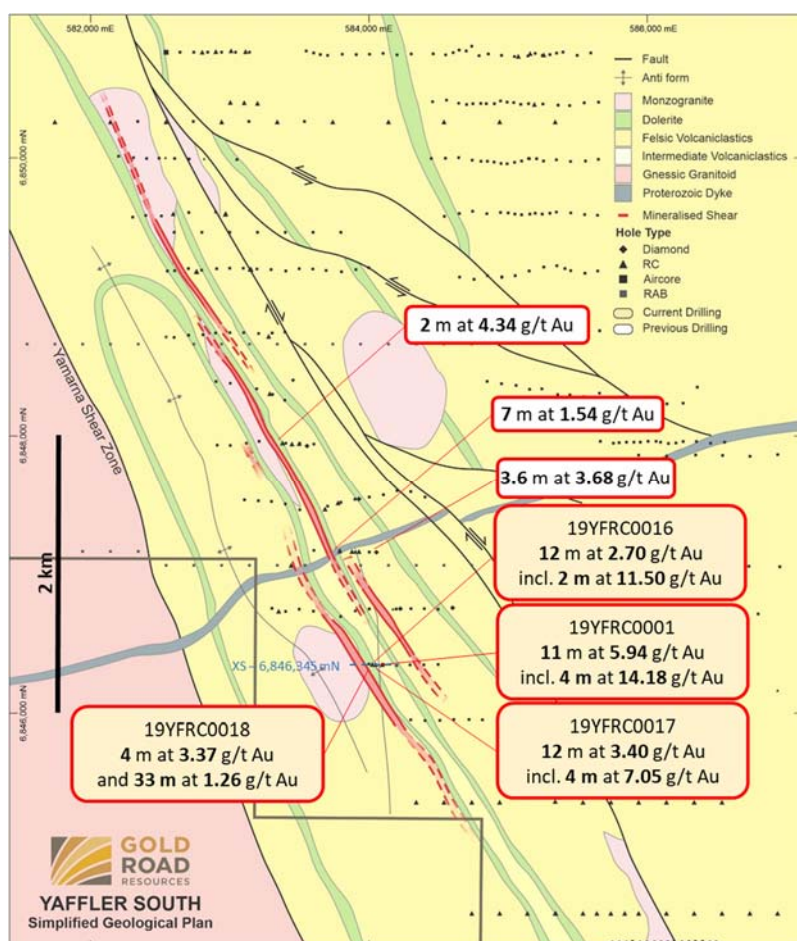 582,000 mE
584,000 mE
586,000 mE
6,850,000 mN
6,848,000 mN
6,846,000 mN
Fault
Anti form
Monzogranite
Dolerite
Felsic Volcaniclastics
Intermediate Volcaniclastics
Gnessic Granitoid
Proterozoic Dyke
Mineralised Shear
Hole Type
Diamond
RC
Aircore
RAB
Current Drilling
Previous Drilling
Yamarna Shear Zone
2 km
2 m at 4.34 g/t Au
7 m at 1.54 g/t Au
3.6 m at 3.68 g/t Au
19YFRC0016
12 m at 2.70 g/t Au
incl. 2 m at 11.50 g/t Au
19YFRC0001
11 m at 5.94 g/t Au
incl. 4 m at 14.18 g/t Au
XS – 6,846,345mN
19YFRC0018
4 m at 3.37 g/t Au
and 33 m at 1.26 g/t Au
19YFRC0017
12 m at 3.40 g/t Au
incl. 4 m at 7.05 g/t Au
GOLD
ROAD
RESOURCES
YAFFLER SOUTH
Simplified Geological Plan